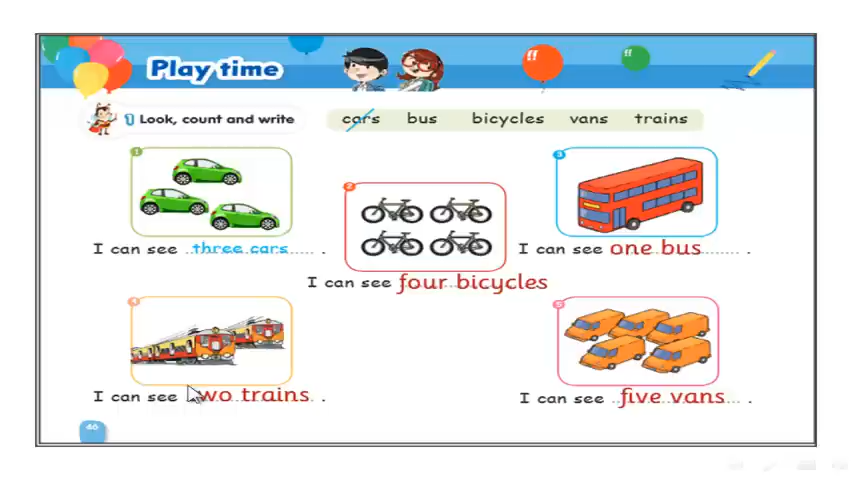 Play time
1 Look, count and write
cars bus bicycles vans trains
1
I can see three cars.
2
I can see four bicycles
3
I can see one bus.
4
I can see wo trains.
5
I can see five vans.
46